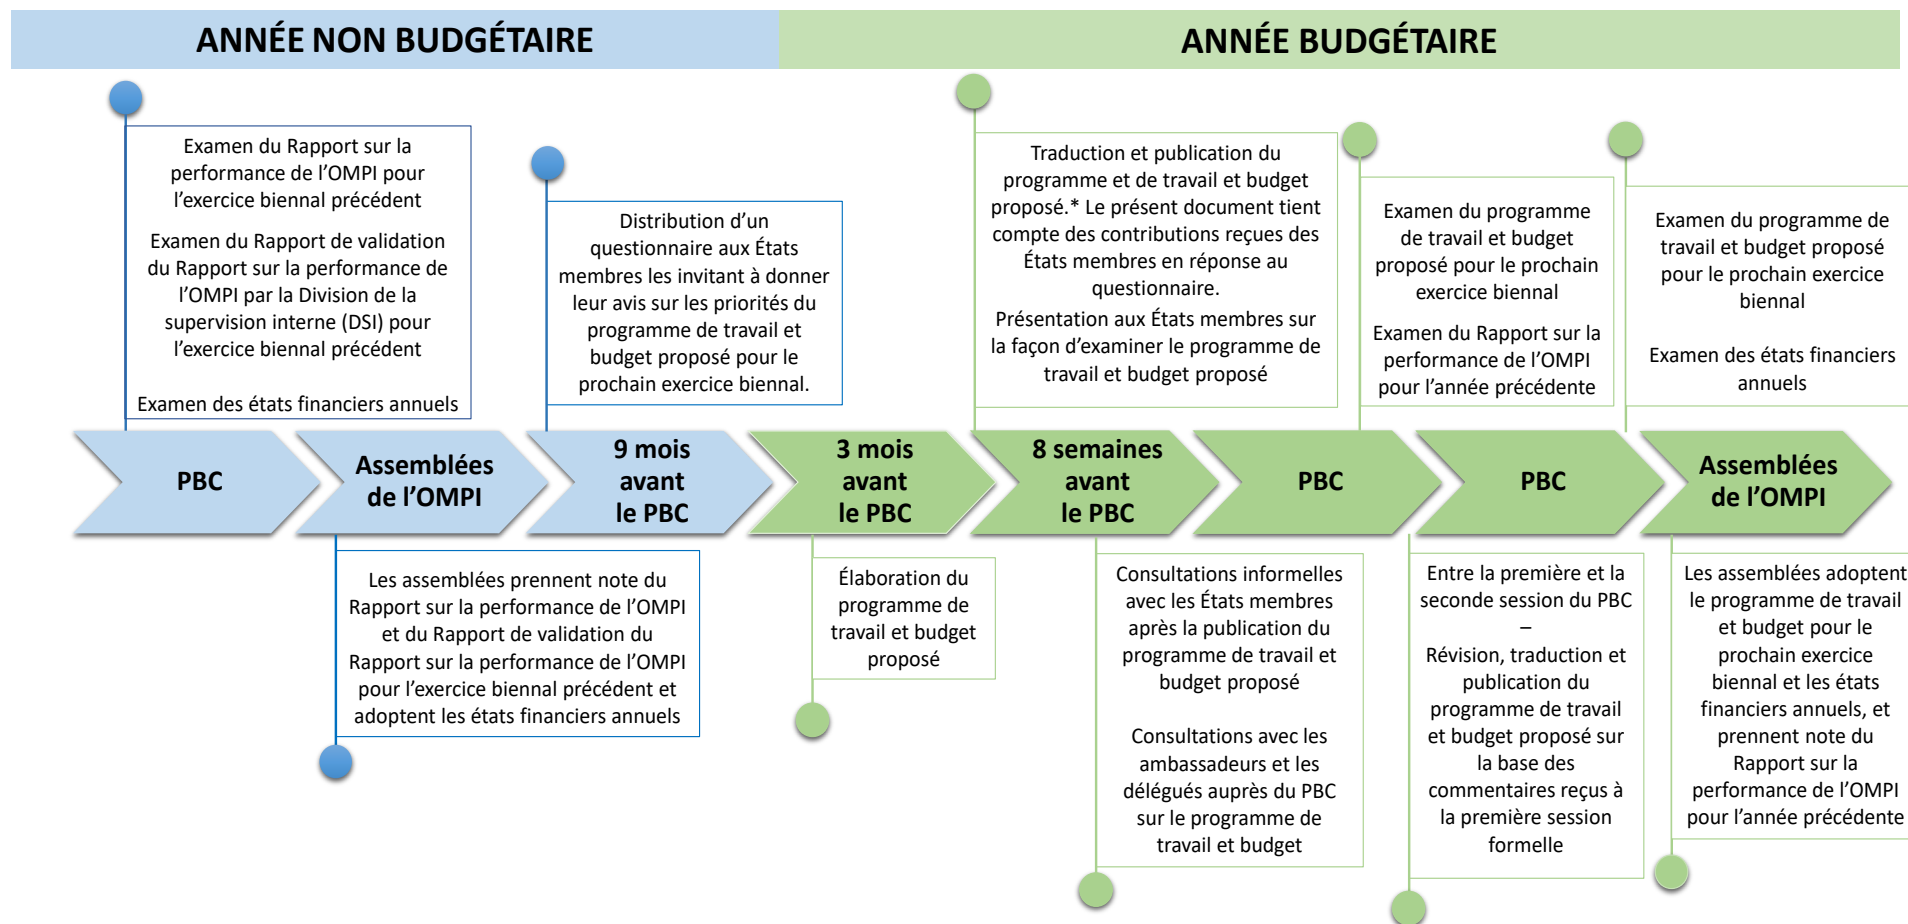 ANNÉE NON BUDGÉTAIRE
ANNÉE BUDGÉTAIRE
Examen du Rapport sur la
performance de l’OMPI pour
l’exercice biennal précédent
Examen du Rapport de validation
du Rapport sur la performance de
l’OMPI par la Division de la
supervision interne (DSI) pour
l’exercice biennal précédent
Examen des états financiers annuels
Distribution d’un
questionnaire aux États
membres les invitant à donner
leur avis sur les priorités du
programme de travail et
budget proposé pour le
prochain exercice biennal.
Traduction et publication du
programme et de travail et budget
proposé.* Le présent document tient
compte des contributions reçues des
États membres en réponse au
questionnaire.
Présentation aux États membres sur
la façon d’examiner le programme de
travail et budget proposé
Examen du programme
de travail et budget
proposé pour le prochain
exercice biennal
Examen du Rapport sur la
performance de l’OMPI
pour l’année précédente
Examen du programme de
travail et budget proposé
pour le prochain exercice
biennal
Examen des états financiers
annuels
PBC
Assemblées
de l’OMPI
9 mois
avant
le PBC
3 mois
avant
le PBC
8 semaines
avant
le PBC
PBC
PBC
Assemblées
de l’OMPI
Les assemblées prennent note du
Rapport sur la performance de l’OMPI
et du Rapport de validation du
Rapport sur la performance de l’OMPI
pour l’exercice biennal précédent et
adoptent les états financiers annuels
Élaboration du
programme de
travail et budget
proposé
Consultations informelles
avec les États membres
après la publication du
programme de travail et
budget proposé
Consultations avec les
ambassadeurs et les
délégués auprès du PBC
sur le programme de
travail et budget
Entre la première et la
seconde session du PBC
–
Révision, traduction et
publication du
programme de travail
et budget proposé sur
la base des
commentaires reçus à
la première session
formelle
Les assemblées adoptent
le programme de travail
et budget pour le
prochain exercice
biennal et les états
financiers annuels, et
prennent note du
Rapport sur la
performance de l’OMPI
pour l’année précédente